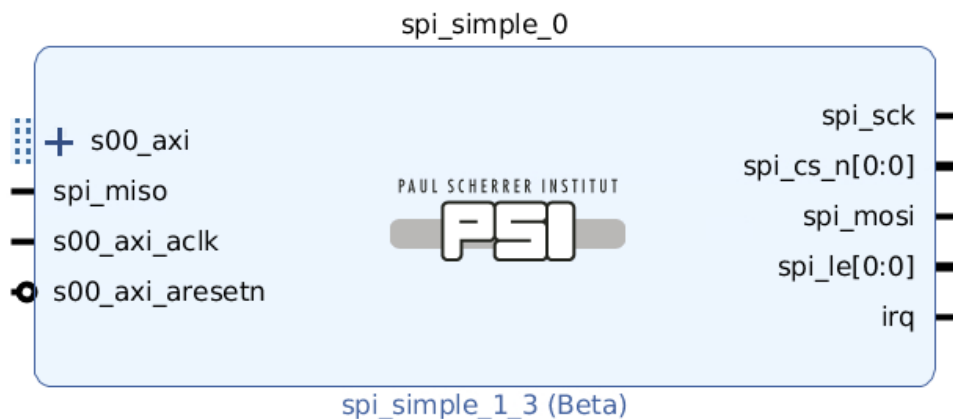 spi_simple_0
s00_axi
spi_miso
s00_axi_aclk
s00_axi_aresetn
PAUL SCHERRER INSTITUT
PSI
spi_sck
spi_cs_n[0:0]
spi_mosi
spi_le[0:0]
irq
spi_simple_1_3 (Beta)